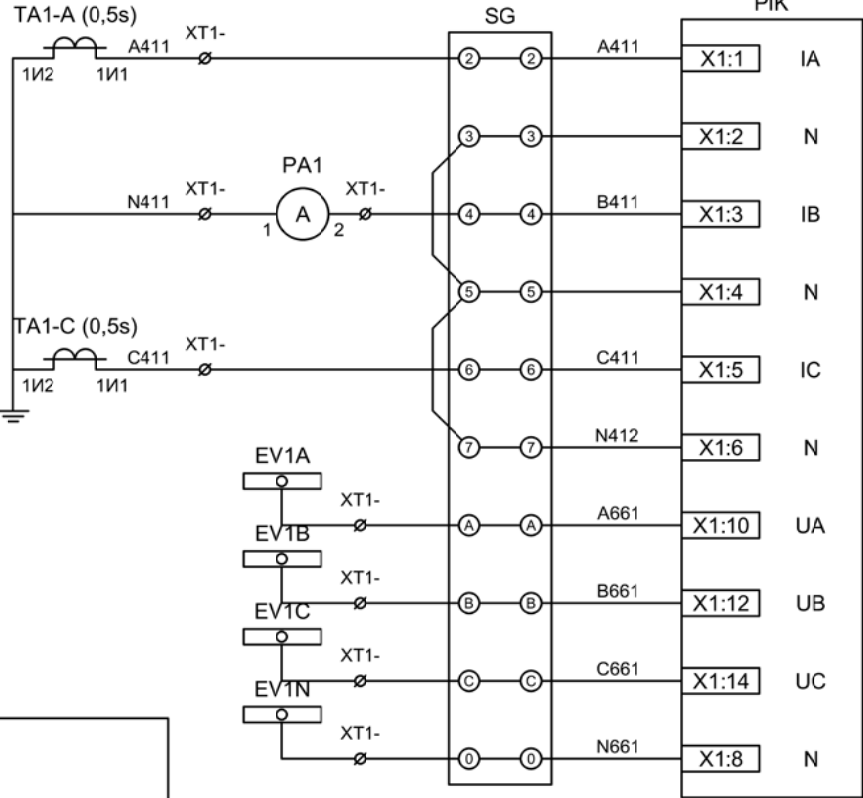 TA1-A (0,5s)
SG
PIK
A411
XT1-
A411
1И2
1И1
2
2
X1:1
IA
3
3
X1:2
N
PA1
N411
XT1-
XT1-
B411
1
A
2
4
4
X1:3
IB
5
5
X1:4
N
TA1-C (0,5s)
C411
XT1-
C411
1И2
1И1
6
6
X1:5
IC
N412
7
7
X1:6
N
EV1A
XT1-
A661
A
A
X1:10
UA
EV1B
XT1-
B661
B
B
X1:12
UB
EV1C
XT1-
C661
C
C
X1:14
UC
EV1N
XT1-
N661
0
0
X1:8
N